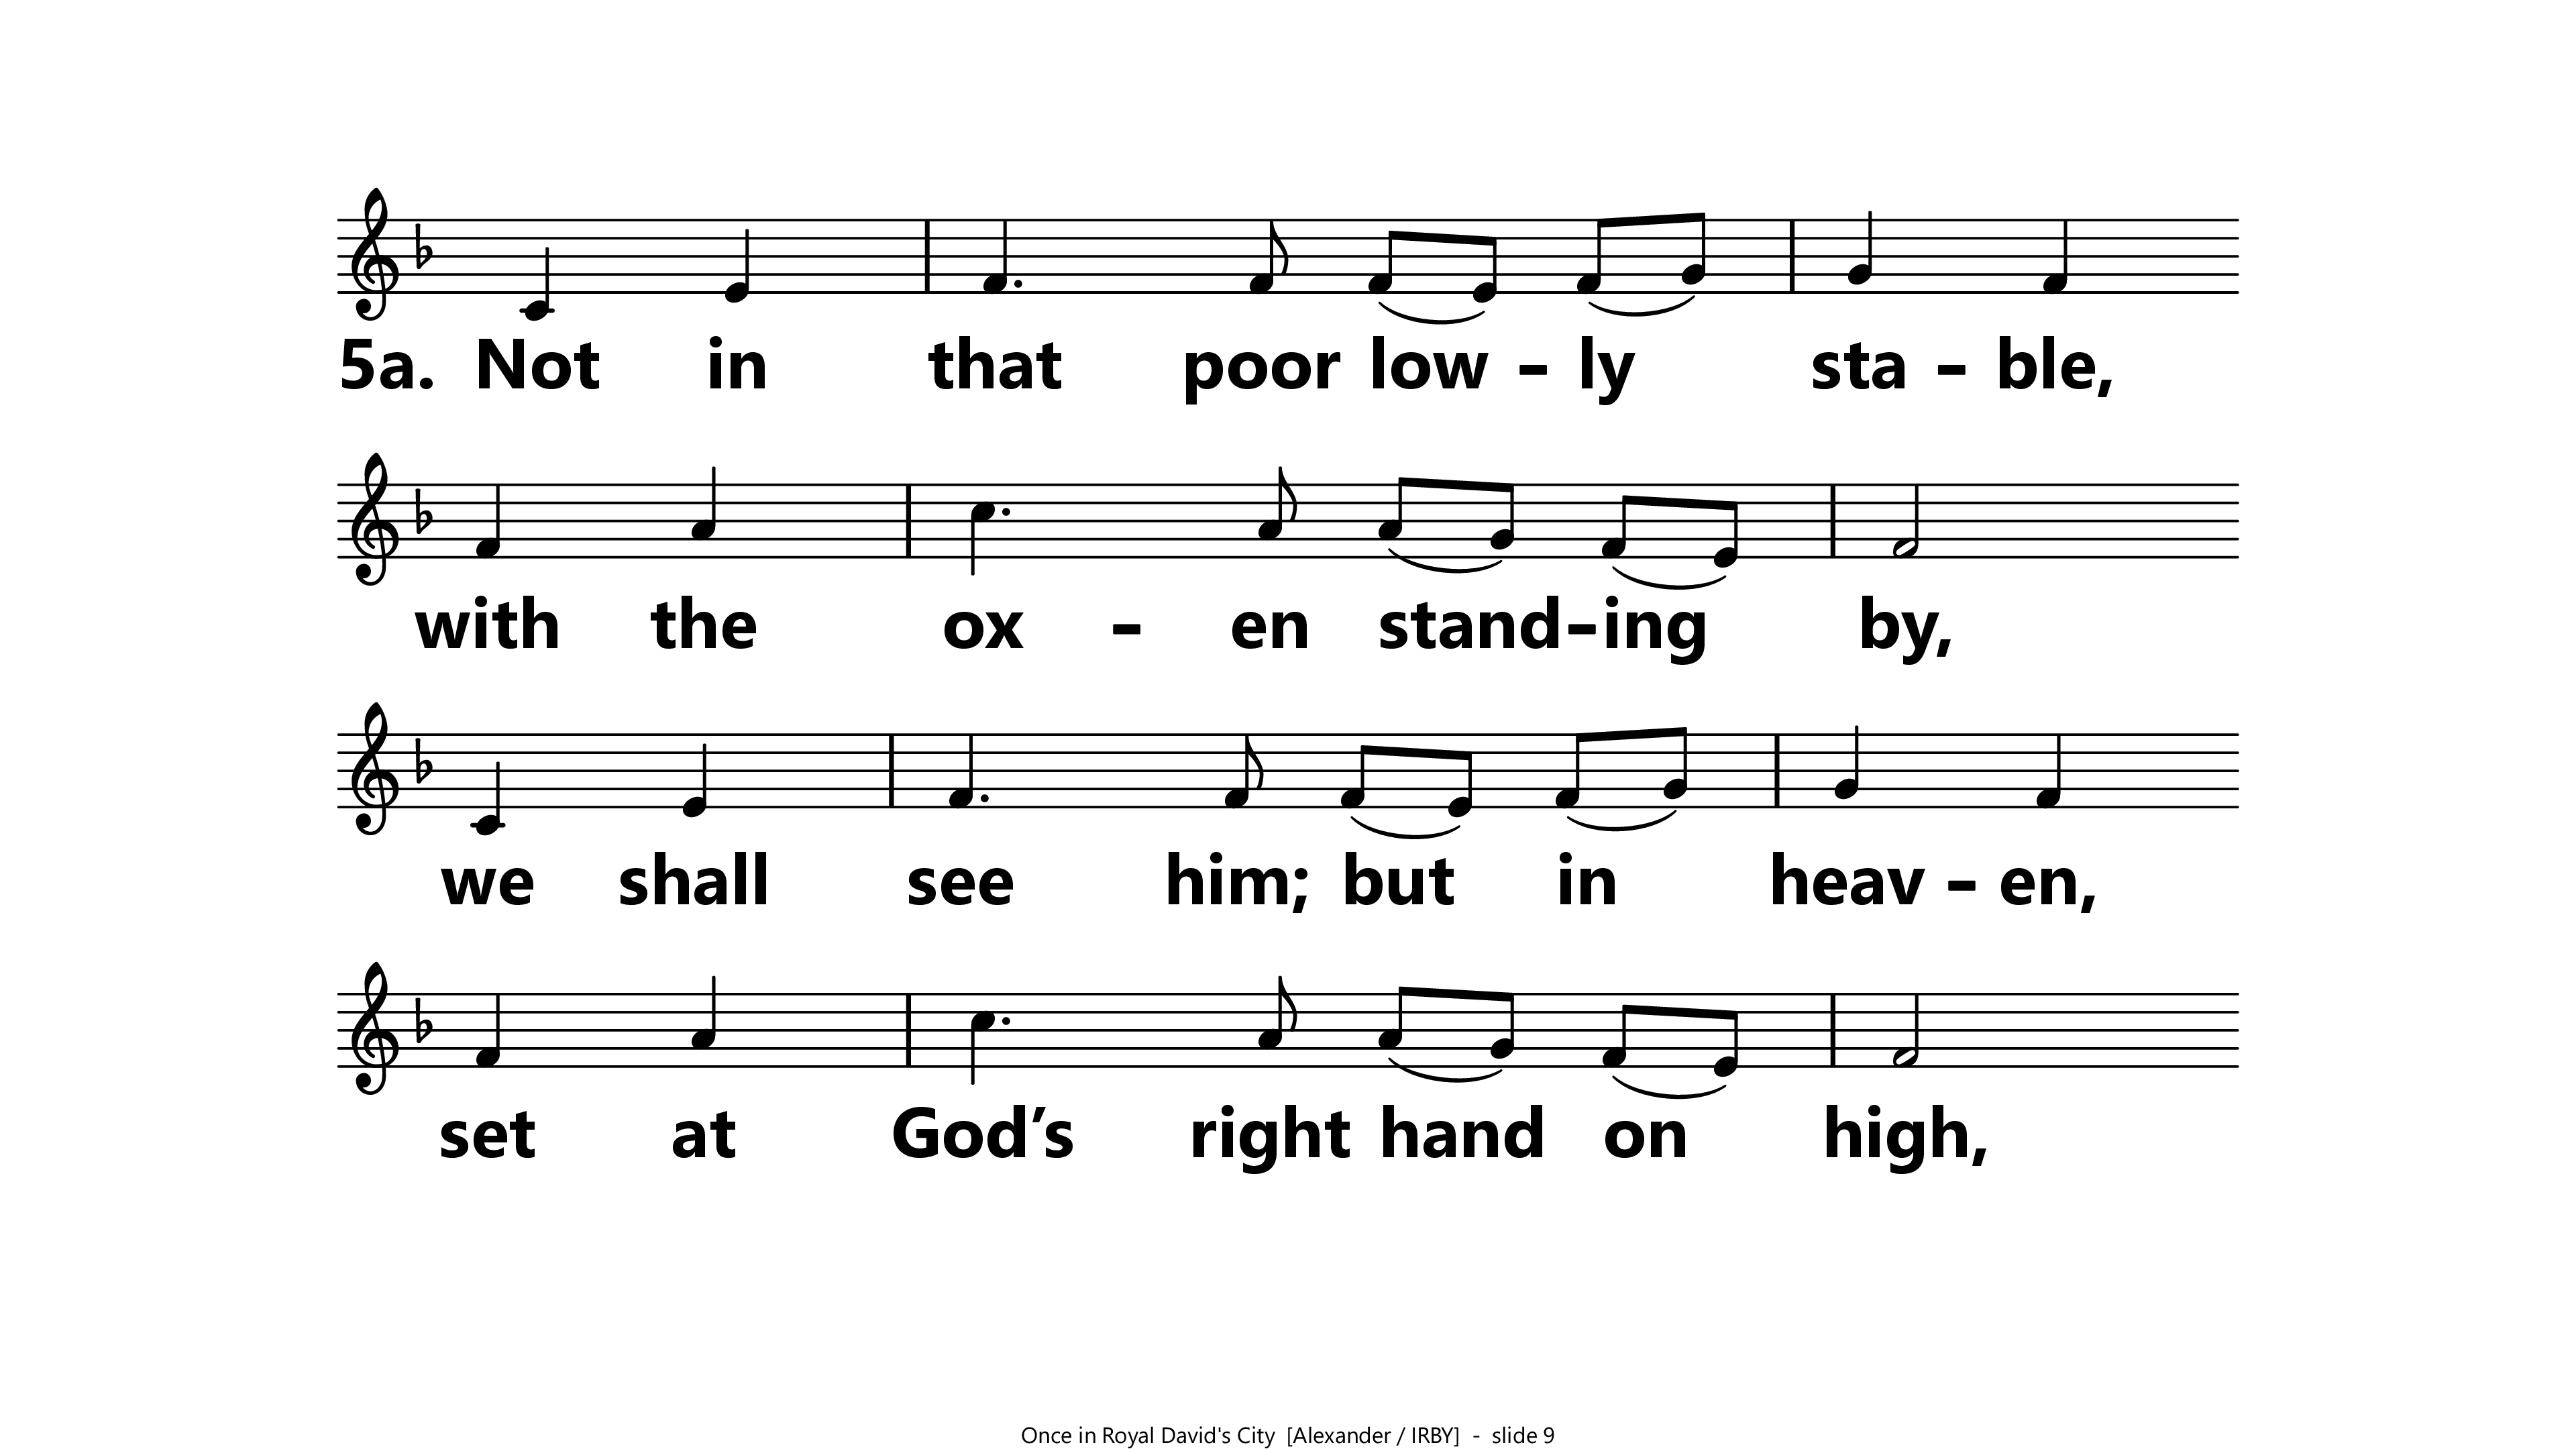 5a. Not in that poor low - ly sta - ble,
with the ox - en stand-ing by,
we shall see him; but in heav - en,
set at God’s right hand on high,
Once in Royal David's City [Alexander / IRBY] - slide 9